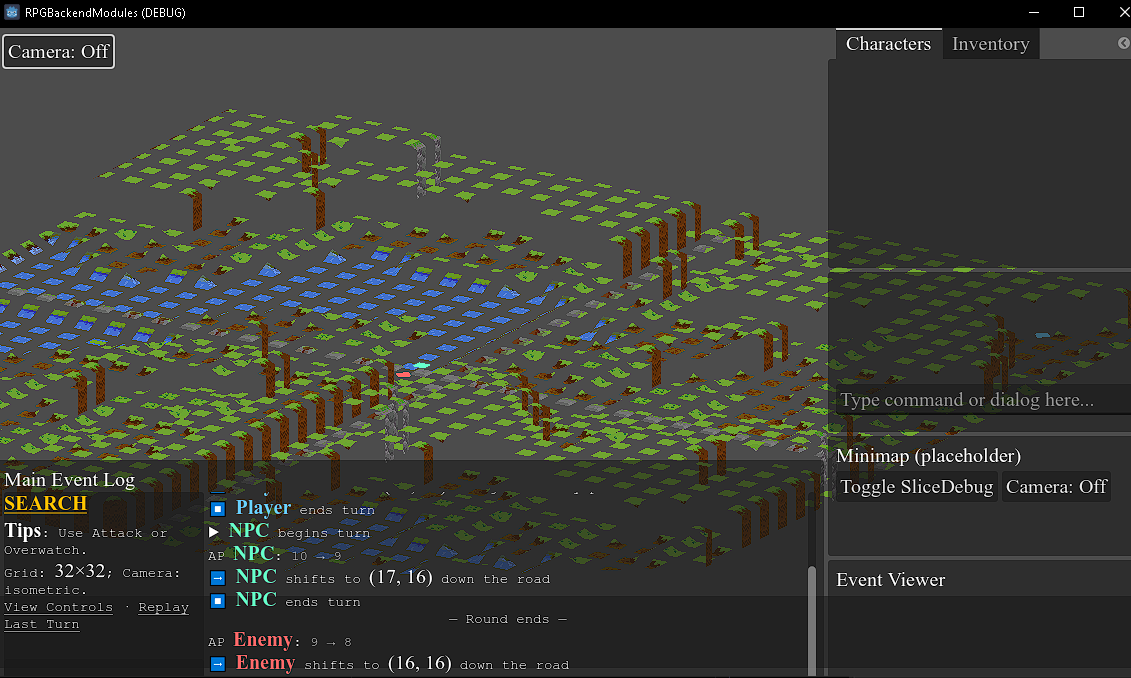 RPGBackendModules (DEBUG)
Camera: Off
Characters
Inventory
Type command or dialog here...
Minimap (placeholder)
Toggle SliceDebug
Camera: Off
Event Viewer
Main Event Log
SEARCH
Tips: Use Attack or
Overwatch.
Grid: 32×32; Camera:
isometric.
View Controls · Replay
Last Turn
Player ends turn
NPC begins turn
AP NPC: 10 → 9
NPC shifts to (17, 16) down the road
NPC ends turn
— Round ends —
AP Enemy: 9 → 8
Enemy shifts to (16, 16) down the road